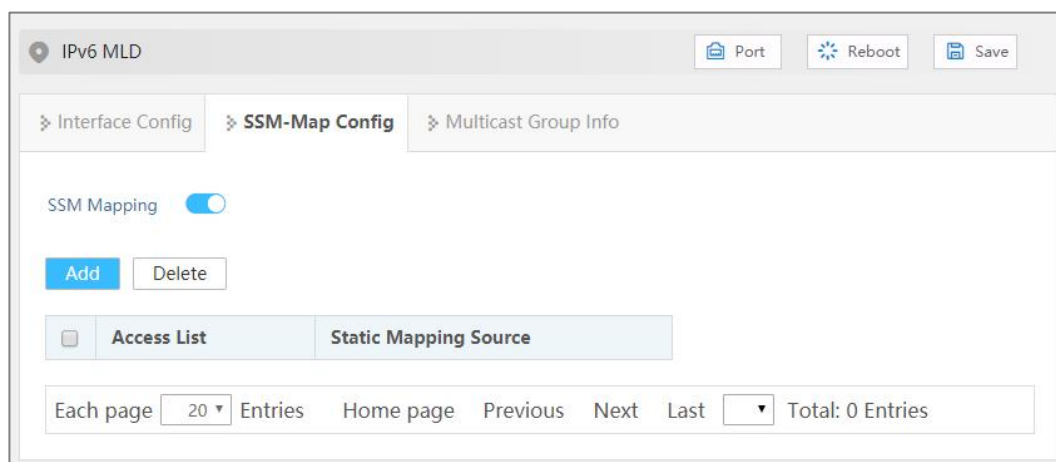 IPv6 MLD Port Reboot Save
Interface Config SSM-Map Config Multicast Group Info
SSM Mapping
Add Delete
Access List Static Mapping Source
Each page 20 Entries Home page Previous Next Last Total: 0 Entries